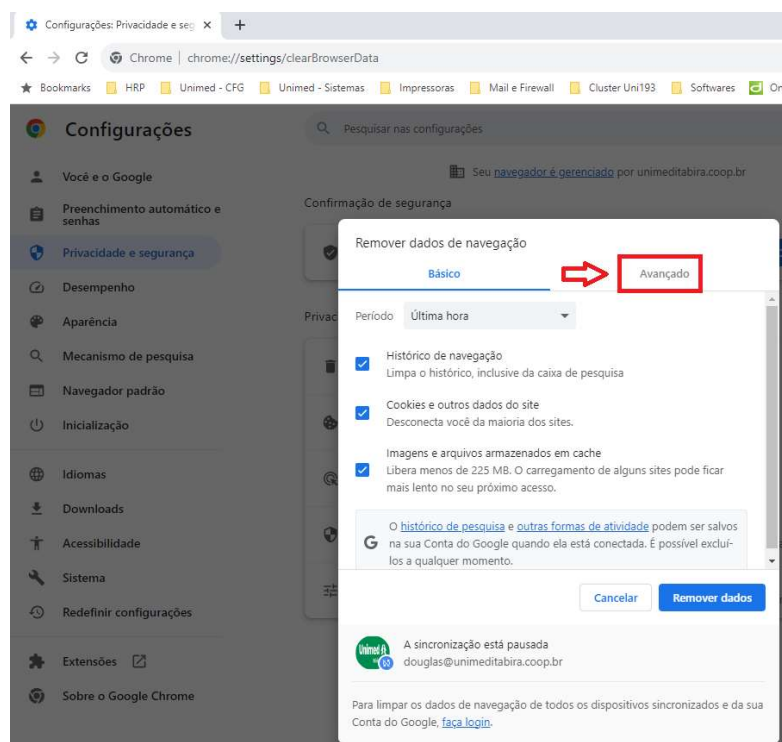 Configurações: Privacidade e seg
Chrome | chrome://settings/clearBrowserData
Bookmarks HRP Unimed - CFG Unimed - Sistemas Impressoras Mail e Firewall Cluster Uni193 Softwares
Configurações
Pesquisar nas configurações
Seu navegador é gerenciado por unimeditabira.coop.br
Você e o Google
Preenchimento automático e
senhas
Privacidade e segurança
Desempenho
Aparência
Mecanismo de pesquisa
Navegador padrão
Inicialização
Idiomas
Downloads
Acessibilidade
Sistema
Redefinir configurações
Extensões
Sobre o Google Chrome
Confirmação de segurança
Privac
Remover dados de navegação
Básico
Avançado
Período Última hora
Histórico de navegação
Limpa o histórico, inclusive da caixa de pesquisa
Cookies e outros dados do site
Desconecta você da maioria dos sites.
Imagens e arquivos armazenados em cache
Libera menos de 225 MB. O carregamento de alguns sites pode ficar
mais lento no seu próximo acesso.
O histórico de pesquisa e outras formas de atividade podem ser salvos
na sua Conta do Google quando ela está conectada. É possível excluí-
los a qualquer momento.
Cancelar
Remover dados
Unimed
A sincronização está pausada
douglas@unimeditabira.coop.br
Para limpar os dados de navegação de todos os dispositivos sincronizados e da sua
Conta do Google, faça login.